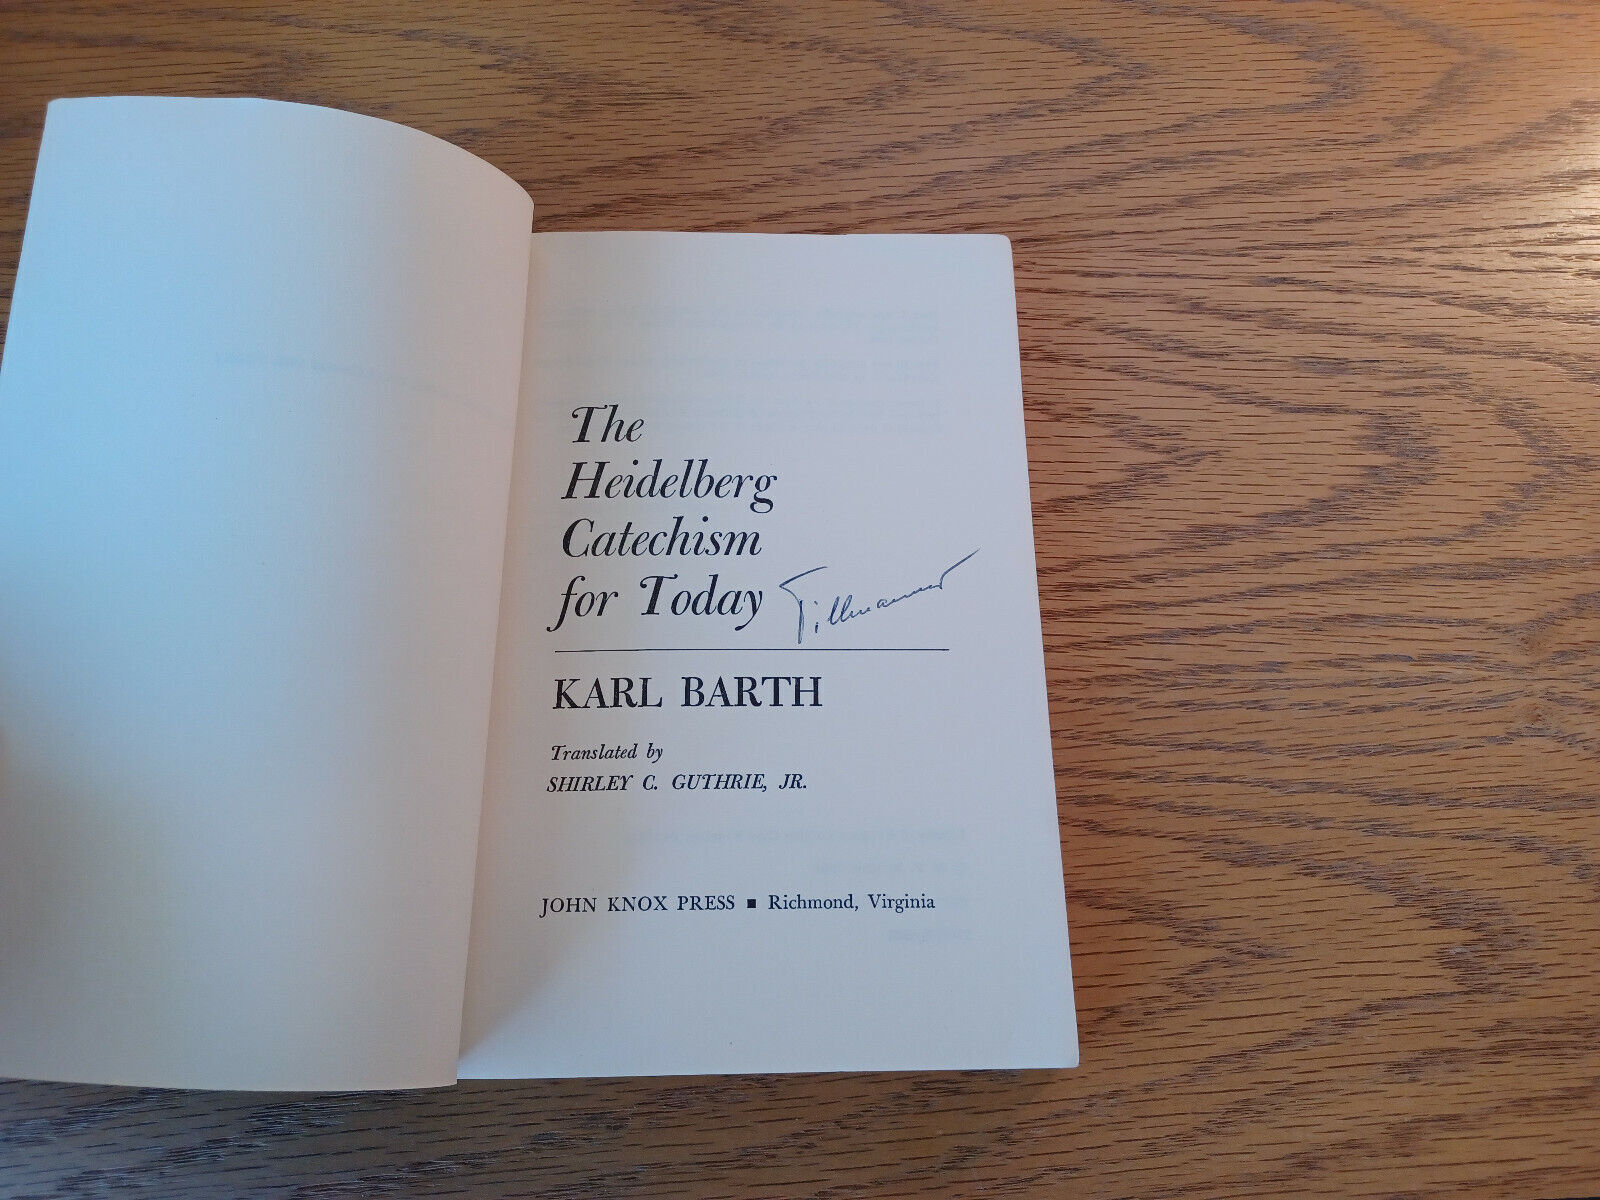 The
Heidelberg
Catechism
for Today
KARL BARTH
Translated by
SHIRLEY C. GUTHRIE, JR.
JOHN KNOX PRESS ■ Richmond, Virginia